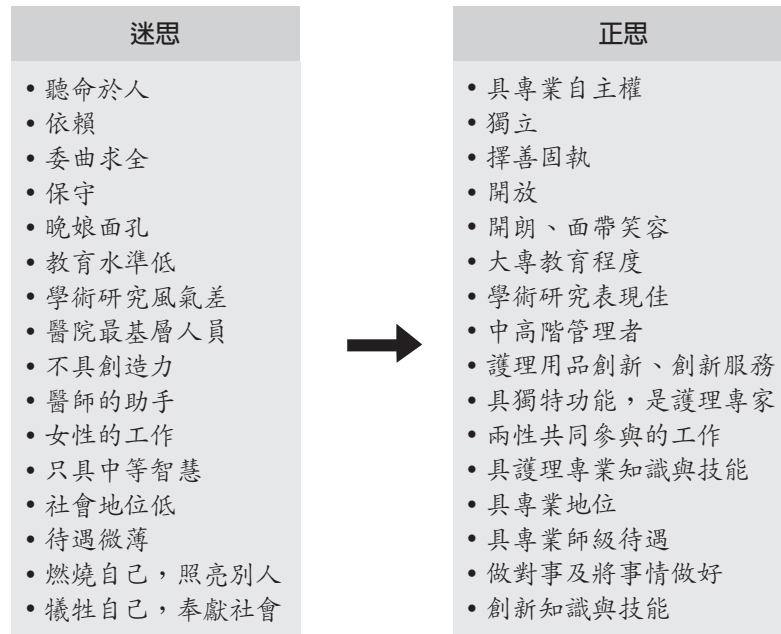 迷思
•聽命於人
•依賴
•委曲求全
•保守
•晚娘面孔
•教育水準低
•學術研究風氣差
•醫院最基層人員
•不具創造力
•醫師的助手
•女性的工作
•只具中等智慧
•社會地位低
•待遇微薄
•燃燒自己，照亮別人
•犧牲自己，奉獻社會
正思
•具專業自主權
•獨立
•擇善固執
•開放
•開朗、面帶笑容
•大專教育程度
•學術研究表現佳
•中高階管理者
•護理用品創新、創新服務
•具獨特功能，是護理專家
•兩性共同參與的工作
•具護理專業知識與技能
•具專業地位
•具專業師級待遇
•做對事及將事情做好
•創新知識與技能